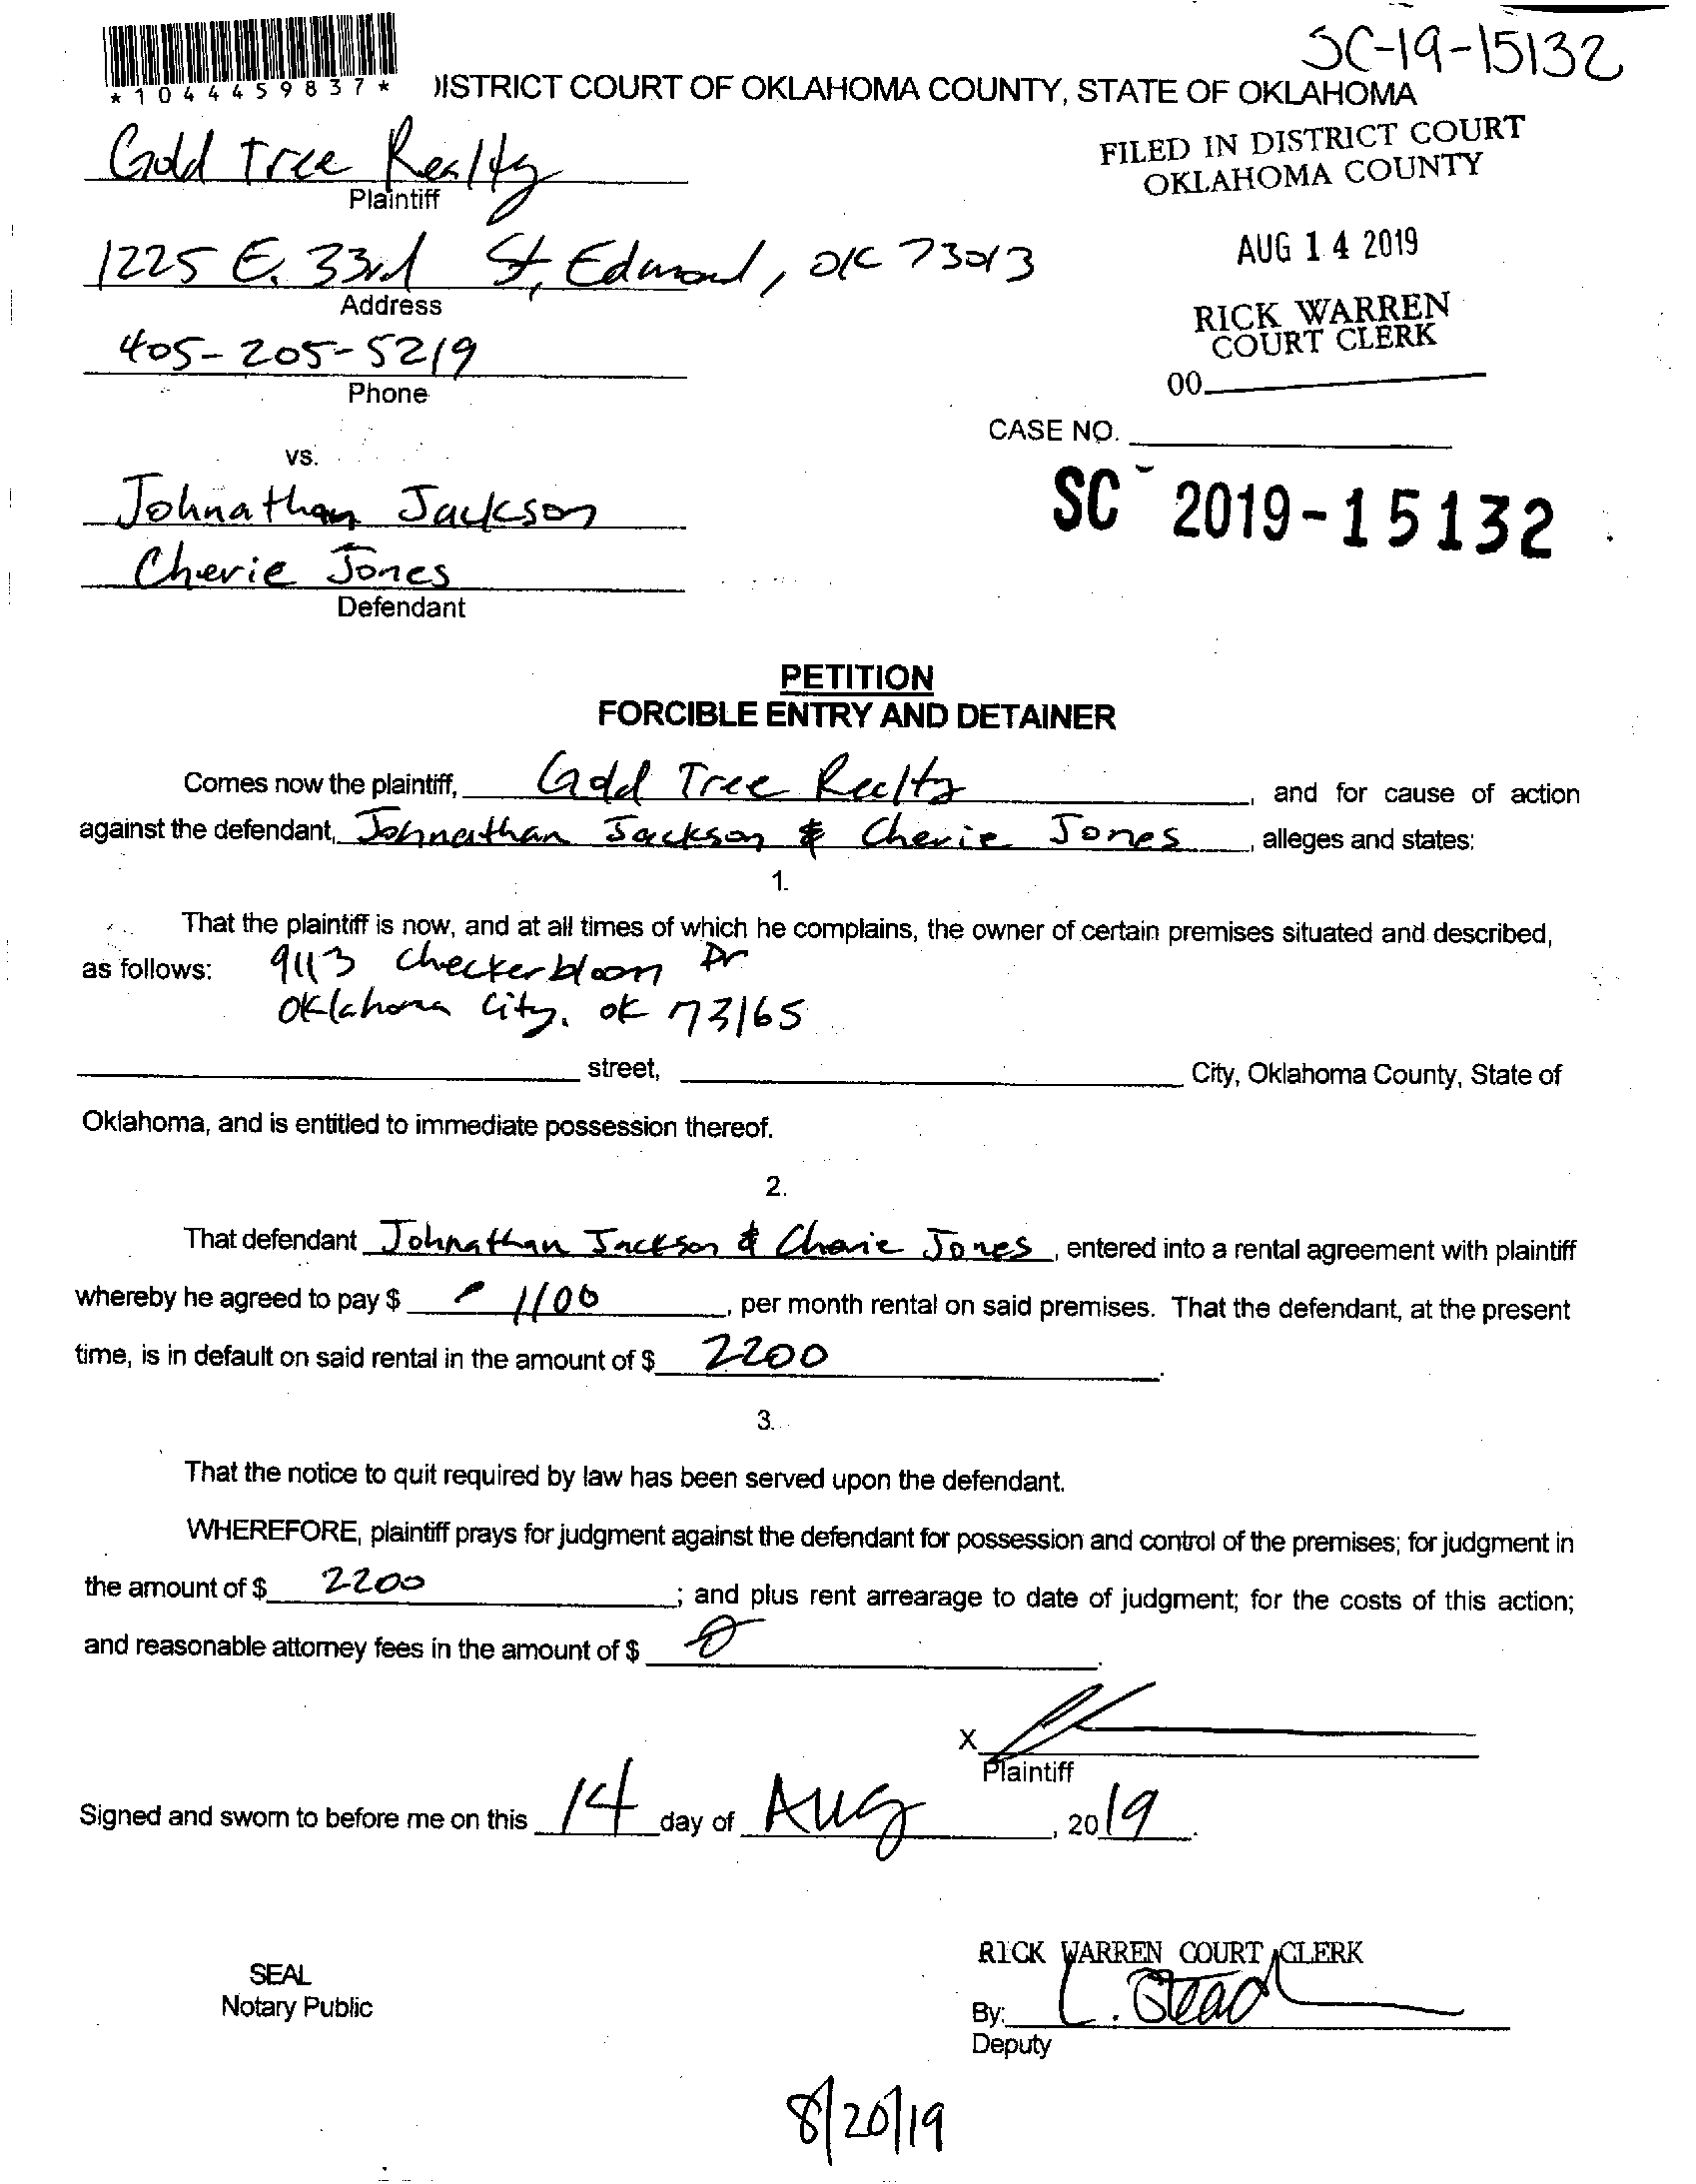 SC-19-15132
*1044459837*
)ISTRICT COURT OF OKLAHOMA COUNTY, STATE OF OKLAHOMA
Gold Tree Realty
Plaintiff
FILED IN DISTRICT COURT
OKLAHOMA COUNTY
1225 E. 33rd St, Edmond, OK 73013
Address
AUG 14 2019
405-205-5219
Phone
RICK WARREN
COURT CLERK
00
CASE NO.
vs.
SC 2019-15132
Johnathan Jackson
Cherie Jones
Defendant
PETITION
FORCIBLE ENTRY AND DETAINER
Comes now the plaintiff, Gold Tree Realty, and for cause of action
against the defendant, Johnathan Jackson & Cherie Jones, alleges and states:
1.
That the plaintiff is now, and at all times of which he complains, the owner of certain premises situated and described,
as follows: 9113 Checkerbloom Dr
Oklahoma City, OK 73165
street, City, Oklahoma County, State of
Oklahoma, and is entitled to immediate possession thereof.
2.
That defendant Johnathan Jackson & Cherie Jones, entered into a rental agreement with plaintiff
whereby he agreed to pay $ 1100, per month rental on said premises. That the defendant, at the present
time, is in default on said rental in the amount of $ 2200.
3.
That the notice to quit required by law has been served upon the defendant.
WHEREFORE, plaintiff prays for judgment against the defendant for possession and control of the premises; for judgment in
the amount of $ 2200; and plus rent arrearage to date of judgment; for the costs of this action;
and reasonable attorney fees in the amount of $ 0.
X
Plaintiff
Signed and sworn to before me on this 14 day of Aug, 2019.
RICK WARREN COURT CLERK
SEAL
Notary Public
By:
Deputy
8/20/19